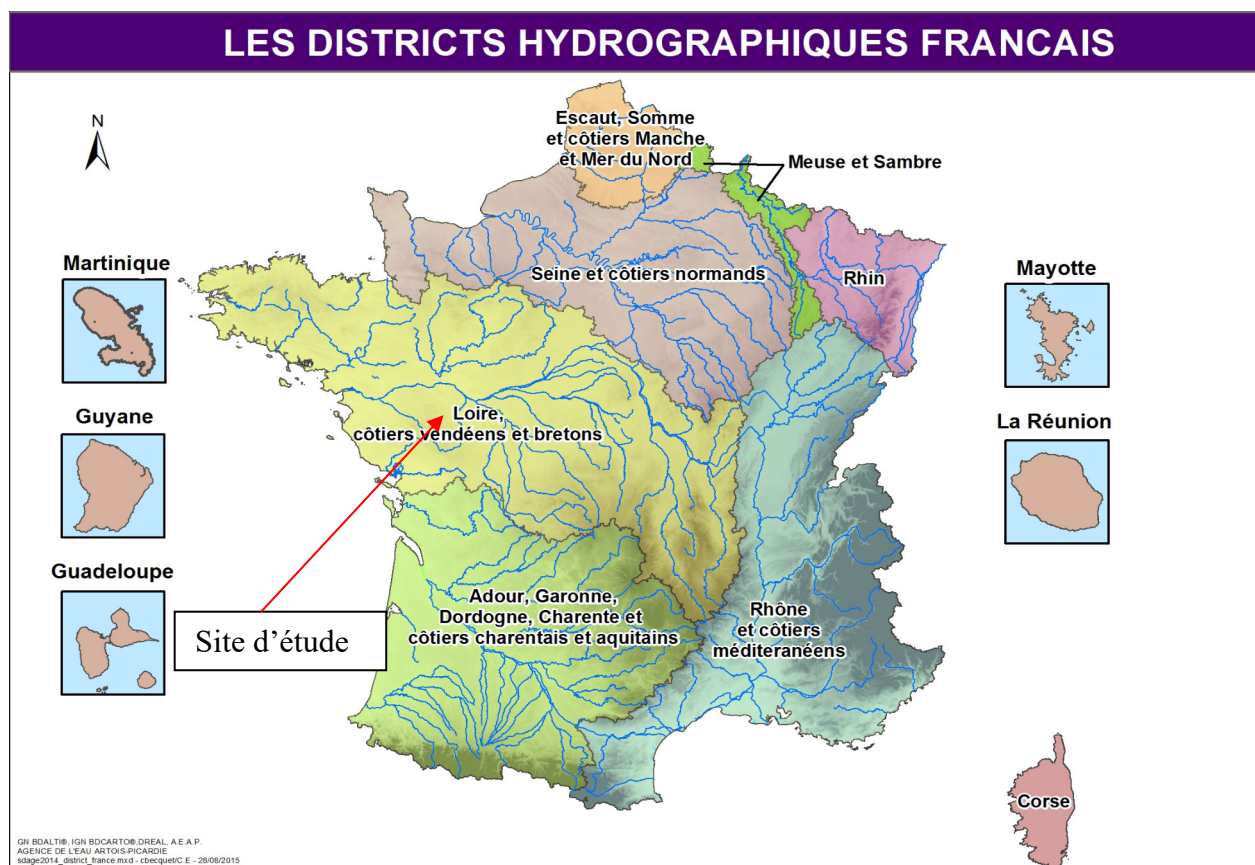 LES DISTRICTS HYDROGRAPHIQUES FRANCAIS
N
Escaut, Somme
et côtiers Manche
et Mer du Nord
Meuse et Sambre
Martinique
Seine et côtiers normands
Rhin
Mayotte
Guyane
Loire,
côtiers vendéens et bretons
La Réunion
Guadeloupe
Site d'étude
Adour, Garonne,
Dordogne, Charente et
côtiers charentais et aquitains
Rhône
et côtiers
méditeranéens
Corse
GN BDALTI®, IGN BDCARTO®,DREAL, A.E.A.P.
AGENCE DE L'EAU ARTOIS-PICARDIE
sdage2014_district_france.mxd - cbecquet/C.E - 28/08/2015